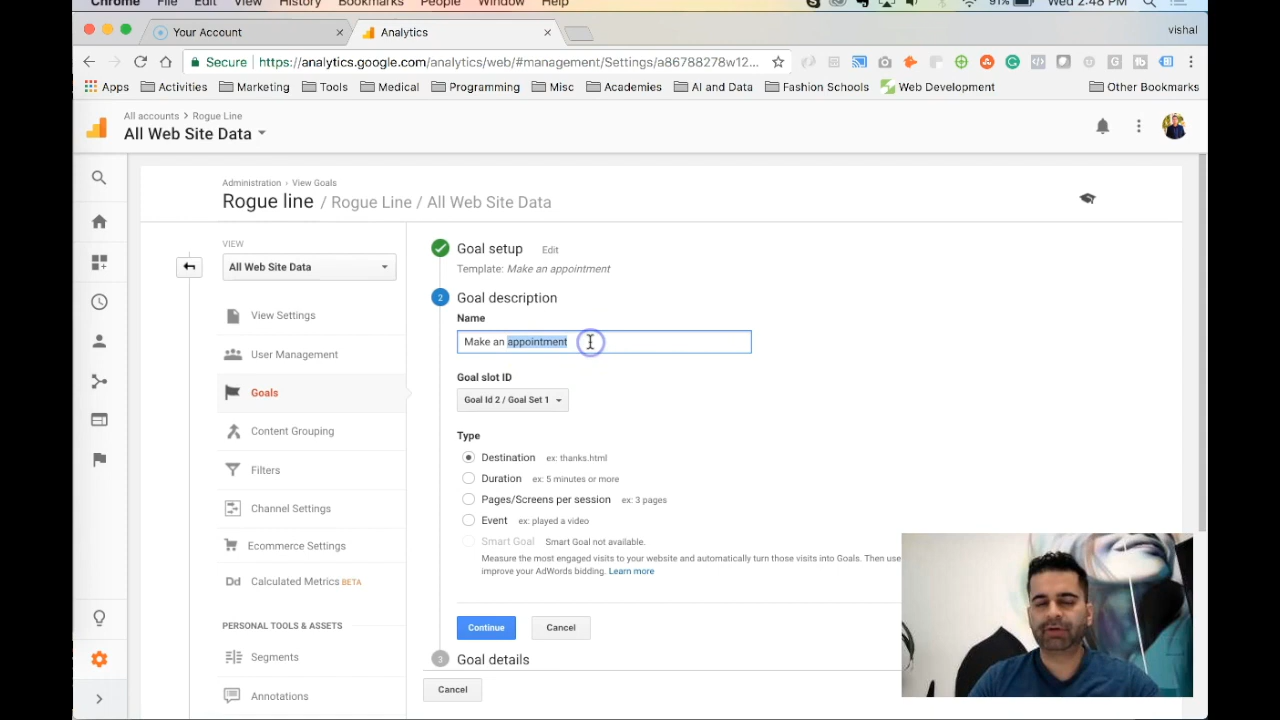 Chrome File Edit View History Bookmarks People Window Help 91% Wed 2:48 PM
Your Account
Analytics
vishal
Secure https://analytics.google.com/analytics/web/#management/Settings/a86788278w12...
Apps Activities Marketing Tools Medical Programming Misc Academies AI and Data Fashion Schools Web Development Other Bookmarks
All accounts > Rogue Line
All Web Site Data
Administration › View Goals
Rogue line / Rogue Line / All Web Site Data
VIEW
All Web Site Data
View Settings
User Management
Goals
Content Grouping
Filters
Channel Settings
Ecommerce Settings
Dd Calculated Metrics BETA
PERSONAL TOOLS & ASSETS
Segments
Annotations
Goal setup Edit
Template: Make an appointment
2 Goal description
Name
Make an appointment
Goal slot ID
Goal Id 2 / Goal Set 1
Type
Destination ex: thanks.html
Duration ex: 5 minutes or more
Pages/Screens per session ex: 3 pages
Event ex: played a video
Smart Goal Smart Goal not available.
Measure the most engaged visits to your website and automatically turn those visits into Goals. Then use
improve your AdWords bidding. Learn more
Continue Cancel
3 Goal details
Cancel